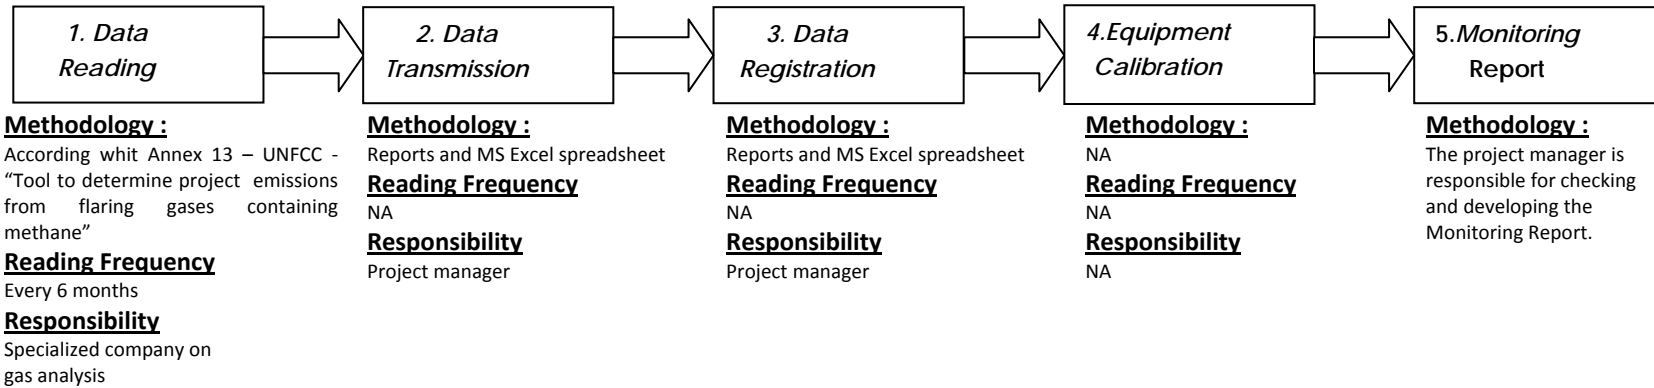 1. Data
Reading
2. Data
Transmission
3. Data
Registration
4.Equipment
Calibration
5.Monitoring
Report
Methodology :
According whit Annex 13 – UNFCC -
“Tool to determine project emissions
from flaring gases containing
methane”
Reading Frequency
Every 6 months
Responsibility
Specialized company on
gas analysis
Methodology :
Reports and MS Excel spreadsheet
Reading Frequency
NA
Responsibility
Project manager
Methodology :
Reports and MS Excel spreadsheet
Reading Frequency
NA
Responsibility
Project manager
Methodology :
NA
Reading Frequency
NA
Responsibility
NA
Methodology :
The project manager is
responsible for checking
and developing the
Monitoring Report.